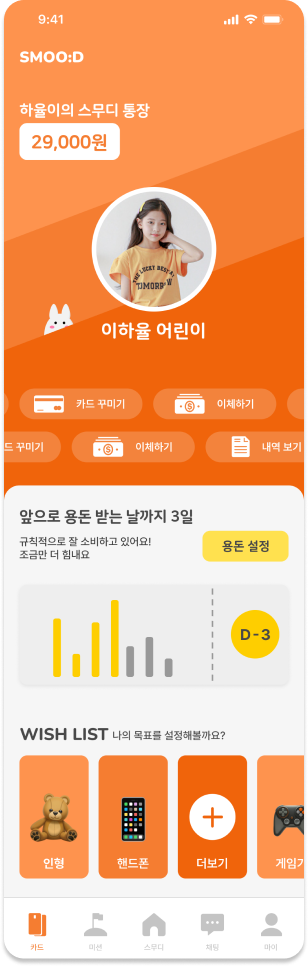 9:41
SMOO:D
하율이의 스무디 통장
29,000원
THE LUCKY BEST OF
TOMORROW
이하율 어린이
카드 꾸미기
이체하기
드 꾸미기
이체하기
내역 보기
앞으로 용돈 받는 날까지 3일
규칙적으로 잘 소비하고 있어요!
조금만 더 힘내요
용돈 설정
D-3
WISH LIST 나의 목표를 설정해볼까요?
인형
핸드폰
더보기
게임기
카드
미션
스무디
채팅
마이